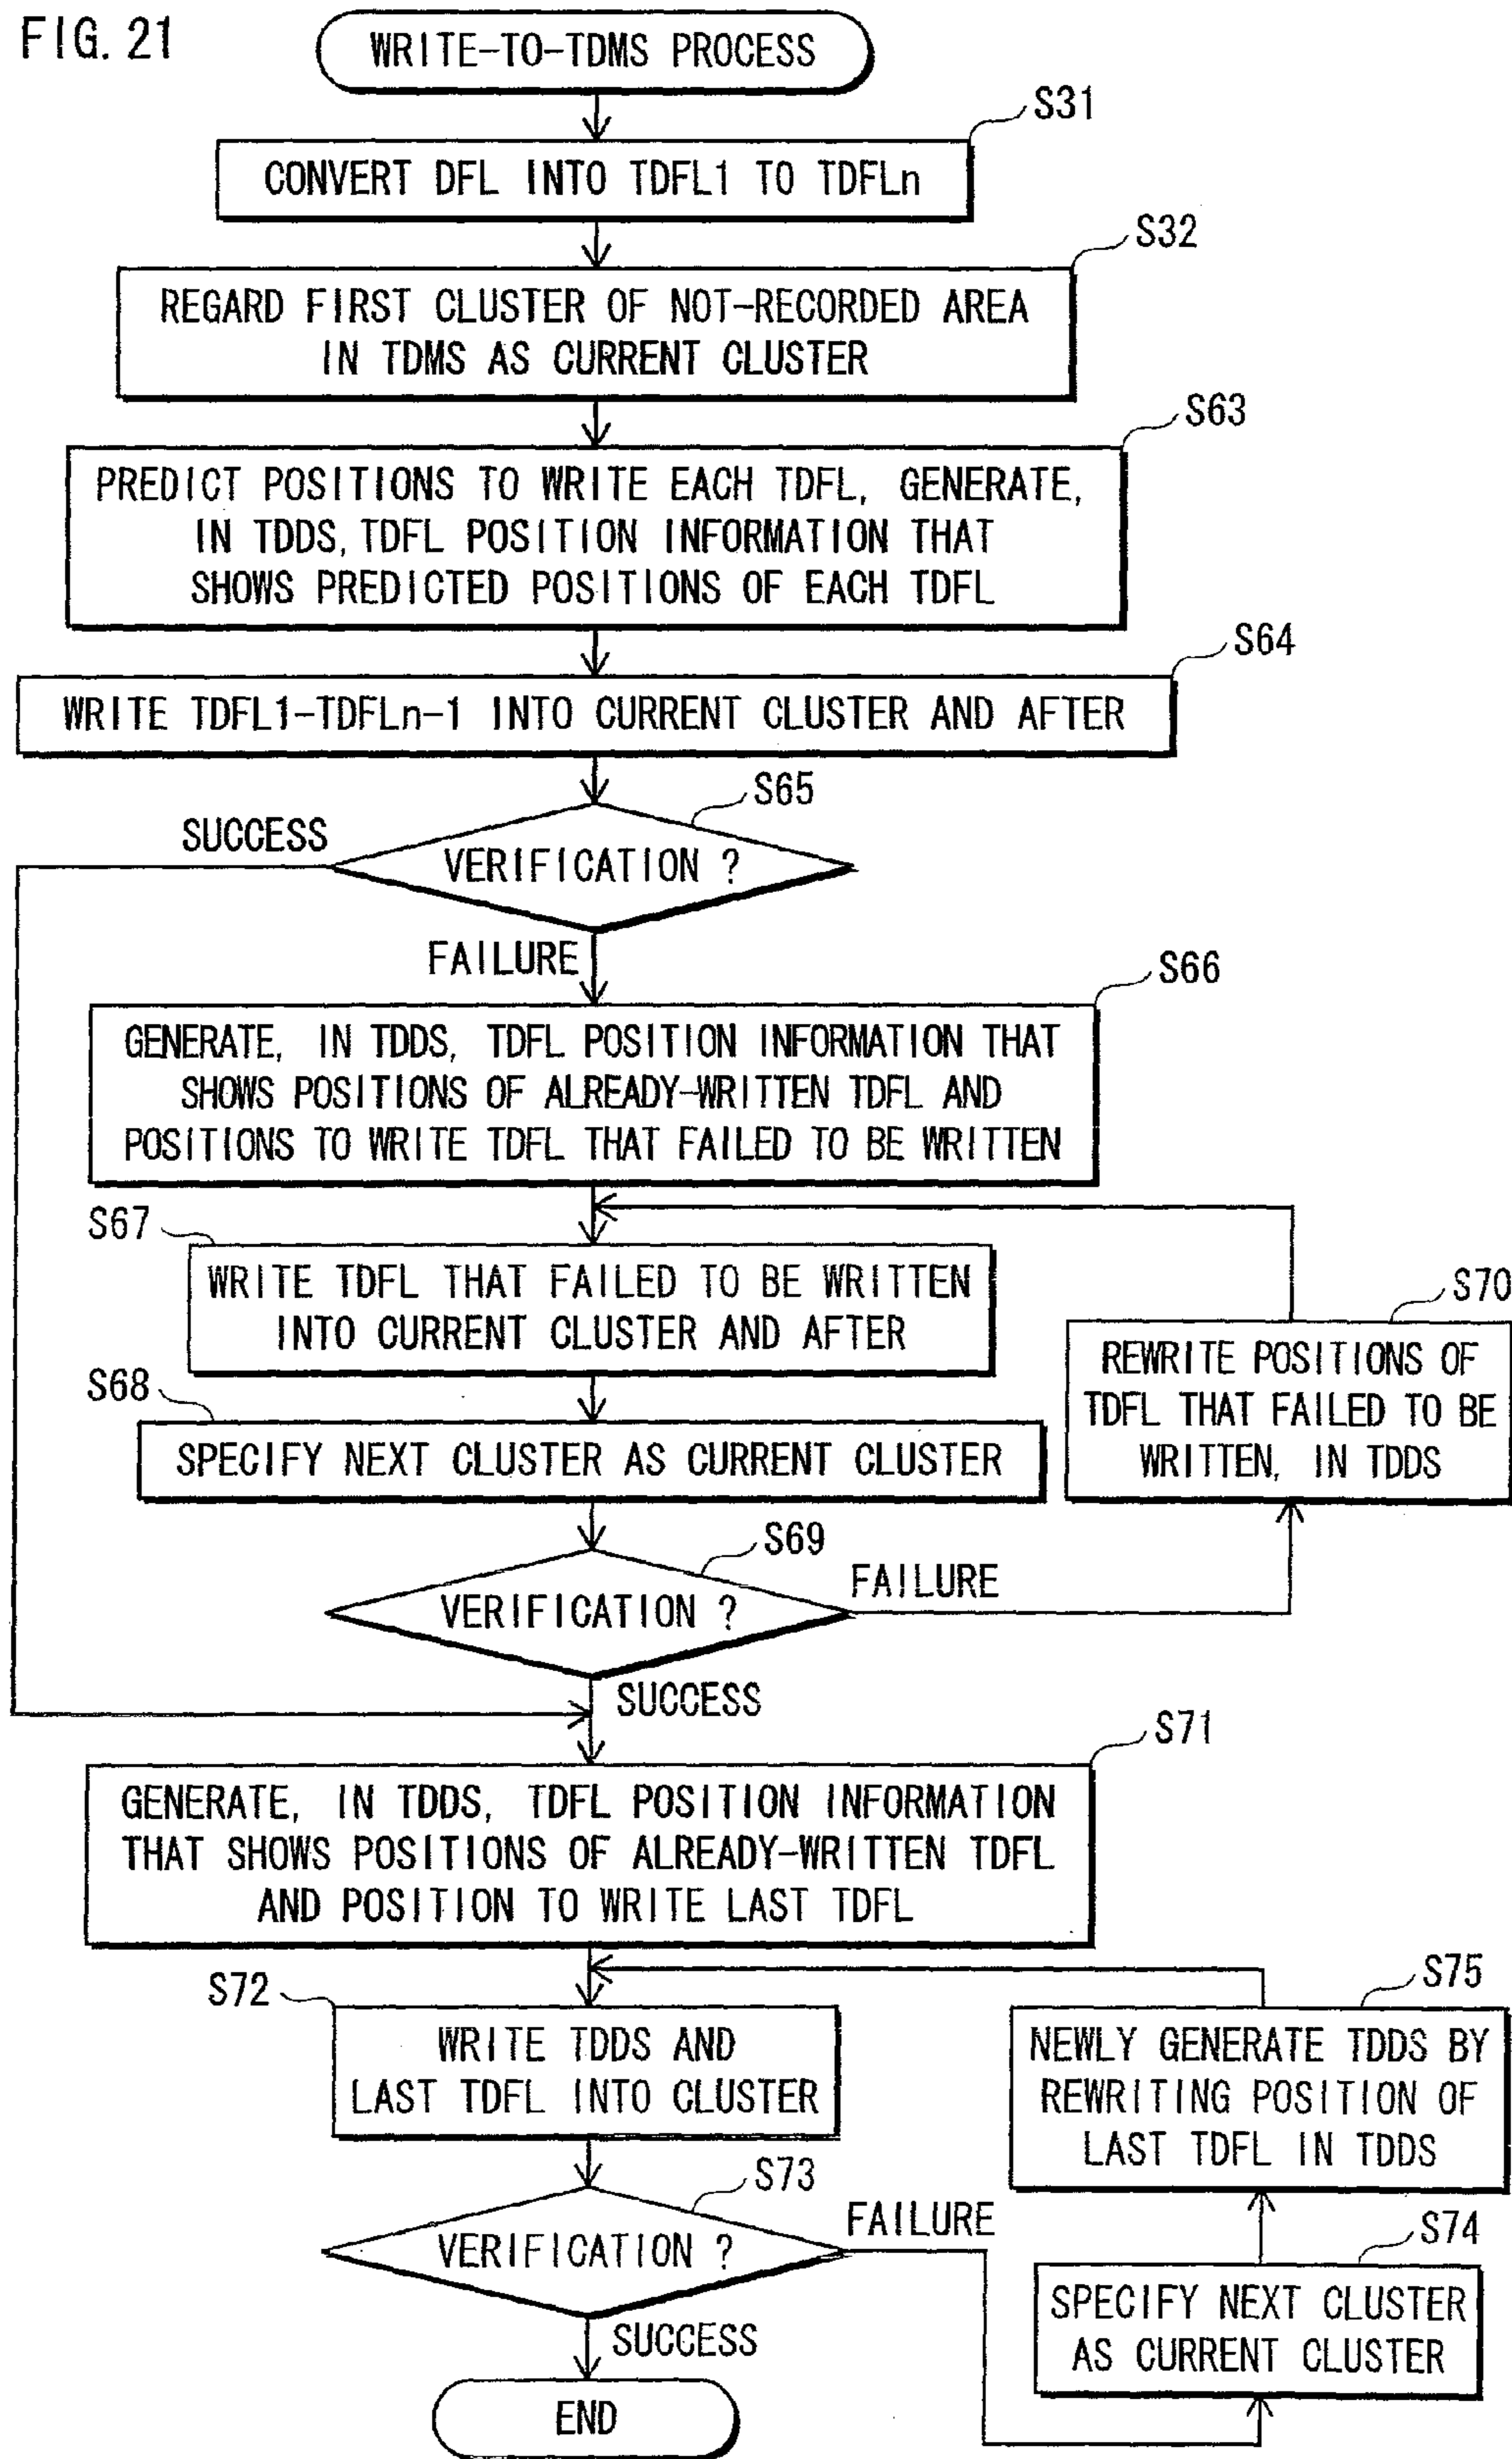 FIG. 21
WRITE-TO-TDMS PROCESS
S31
CONVERT DFL INTO TDFL1 TO TDFLn
S32
REGARD FIRST CLUSTER OF NOT-RECORDED AREA
IN TDMS AS CURRENT CLUSTER
S63
PREDICT POSITIONS TO WRITE EACH TDFL, GENERATE,
IN TDDS, TDFL POSITION INFORMATION THAT
SHOWS PREDICTED POSITIONS OF EACH TDFL
S64
WRITE TDFL1-TDFLn-1 INTO CURRENT CLUSTER AND AFTER
S65
SUCCESS
VERIFICATION ?
FAILURE
S66
GENERATE, IN TDDS, TDFL POSITION INFORMATION THAT
SHOWS POSITIONS OF ALREADY-WRITTEN TDFL AND
POSITIONS TO WRITE TDFL THAT FAILED TO BE WRITTEN
S67
WRITE TDFL THAT FAILED TO BE WRITTEN
INTO CURRENT CLUSTER AND AFTER
S70
REWRITE POSITIONS OF
TDFL THAT FAILED TO BE
WRITTEN, IN TDDS
S68
SPECIFY NEXT CLUSTER AS CURRENT CLUSTER
S69
VERIFICATION ?
FAILURE
SUCCESS
S71
GENERATE, IN TDDS, TDFL POSITION INFORMATION
THAT SHOWS POSITIONS OF ALREADY-WRITTEN TDFL
AND POSITION TO WRITE LAST TDFL
S72
WRITE TDDS AND
LAST TDFL INTO CLUSTER
S75
NEWLY GENERATE TDDS BY
REWRITING POSITION OF
LAST TDFL IN TDDS
S73
VERIFICATION ?
FAILURE
S74
SPECIFY NEXT CLUSTER
AS CURRENT CLUSTER
SUCCESS
END